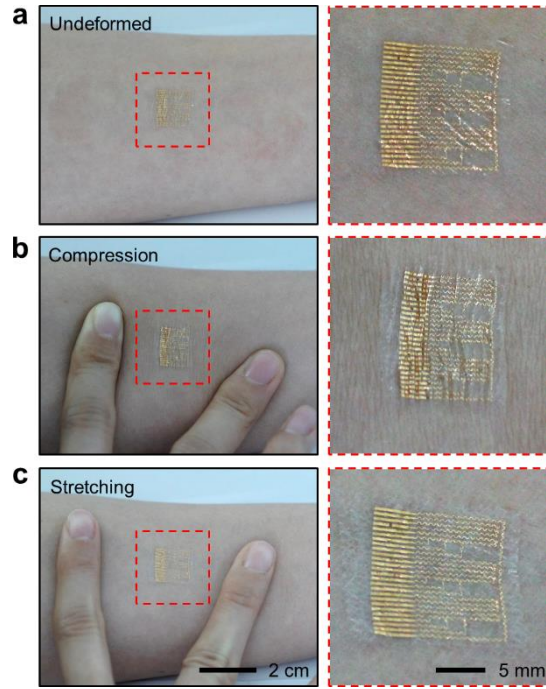 a
Undeformed
b
Compression
c
Stretching
2 cm
5 mm